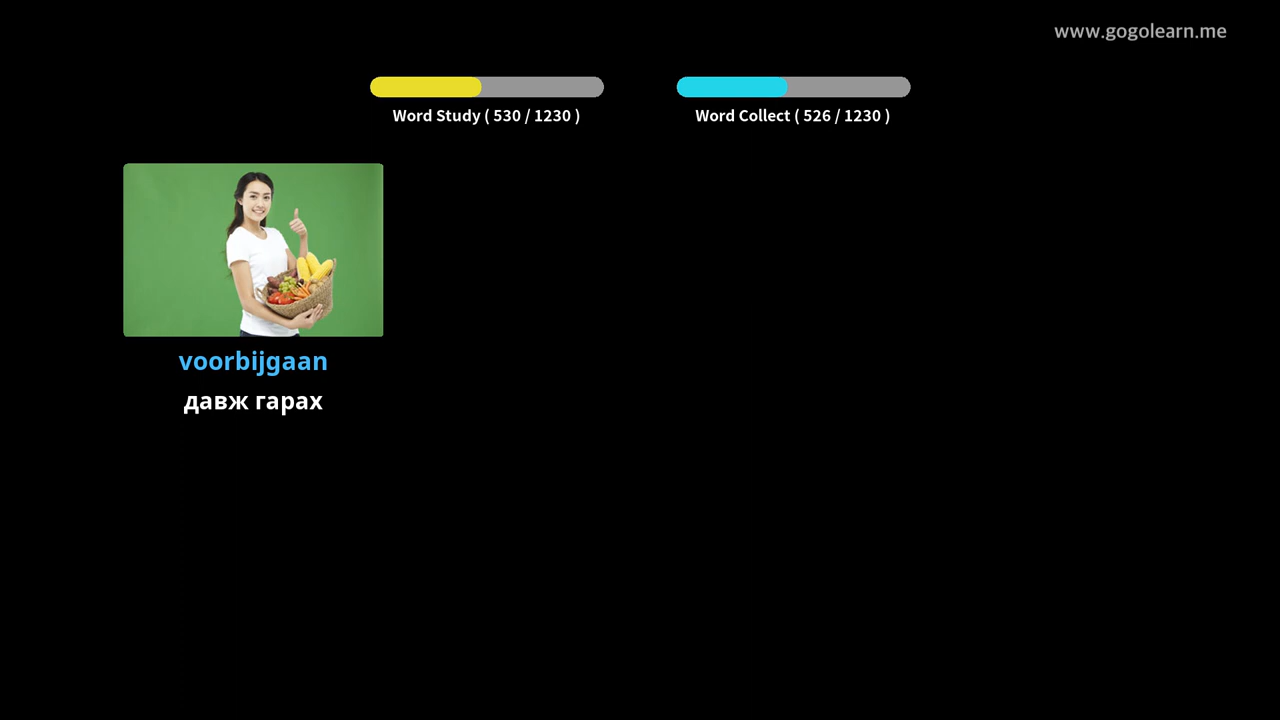 www.gogolearn.me
Word Study ( 530 / 1230 )
Word Collect ( 526 / 1230 )
voorbijgaan
давж гарах